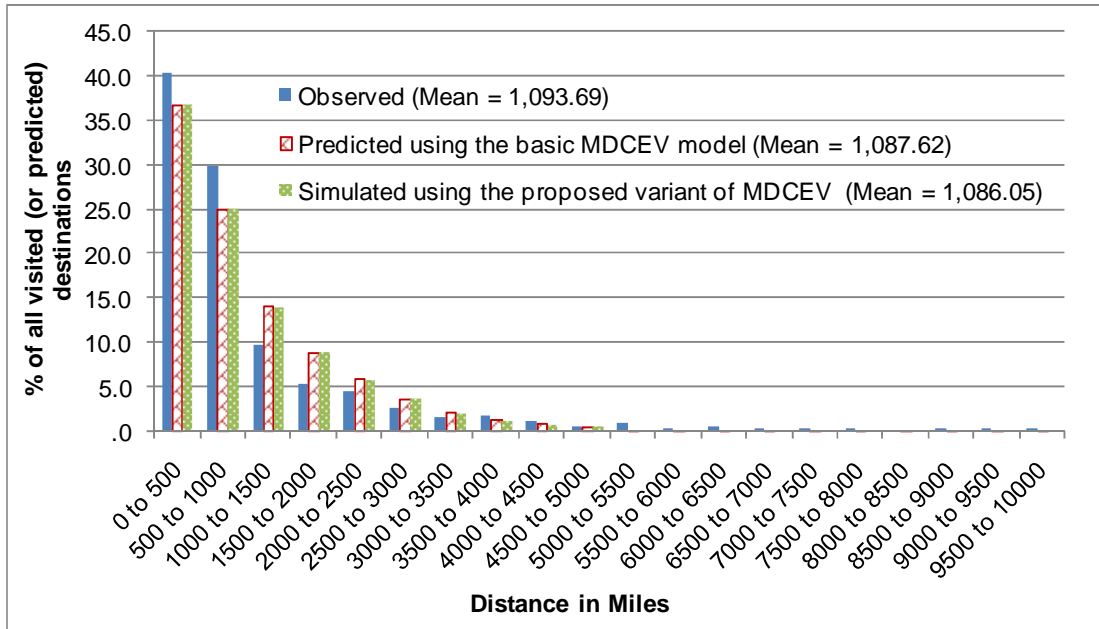 45.0
40.0
35.0
30.0
25.0
20.0
15.0
10.0
5.0
.0
% of all visited (or predicted)
destinations
Observed (Mean = 1,093.69)
Predicted using the basic MDCEV model (Mean = 1,087.62)
Simulated using the proposed variant of MDCEV (Mean = 1,086.05)
0 to 500
500 to 1000
1000 to 1500
1500 to 2000
2000 to 2500
2500 to 3000
3000 to 3500
3500 to 4000
4000 to 4500
4500 to 5000
5000 to 5500
5500 to 6000
6000 to 6500
6500 to 7000
7000 to 7500
7500 to 8000
8000 to 8500
8500 to 9000
9000 to 9500
9500 to 10000
Distance in Miles